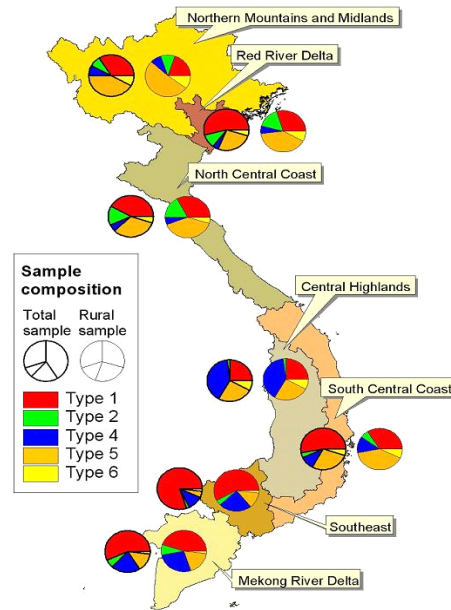 Northern Mountains and Midlands
Red River Delta
North Central Coast
Central Highlands
South Central Coast
Southeast
Mekong River Delta
Sample
composition
Total Rural
sample sample
Type 1
Type 2
Type 4
Type 5
Type 6